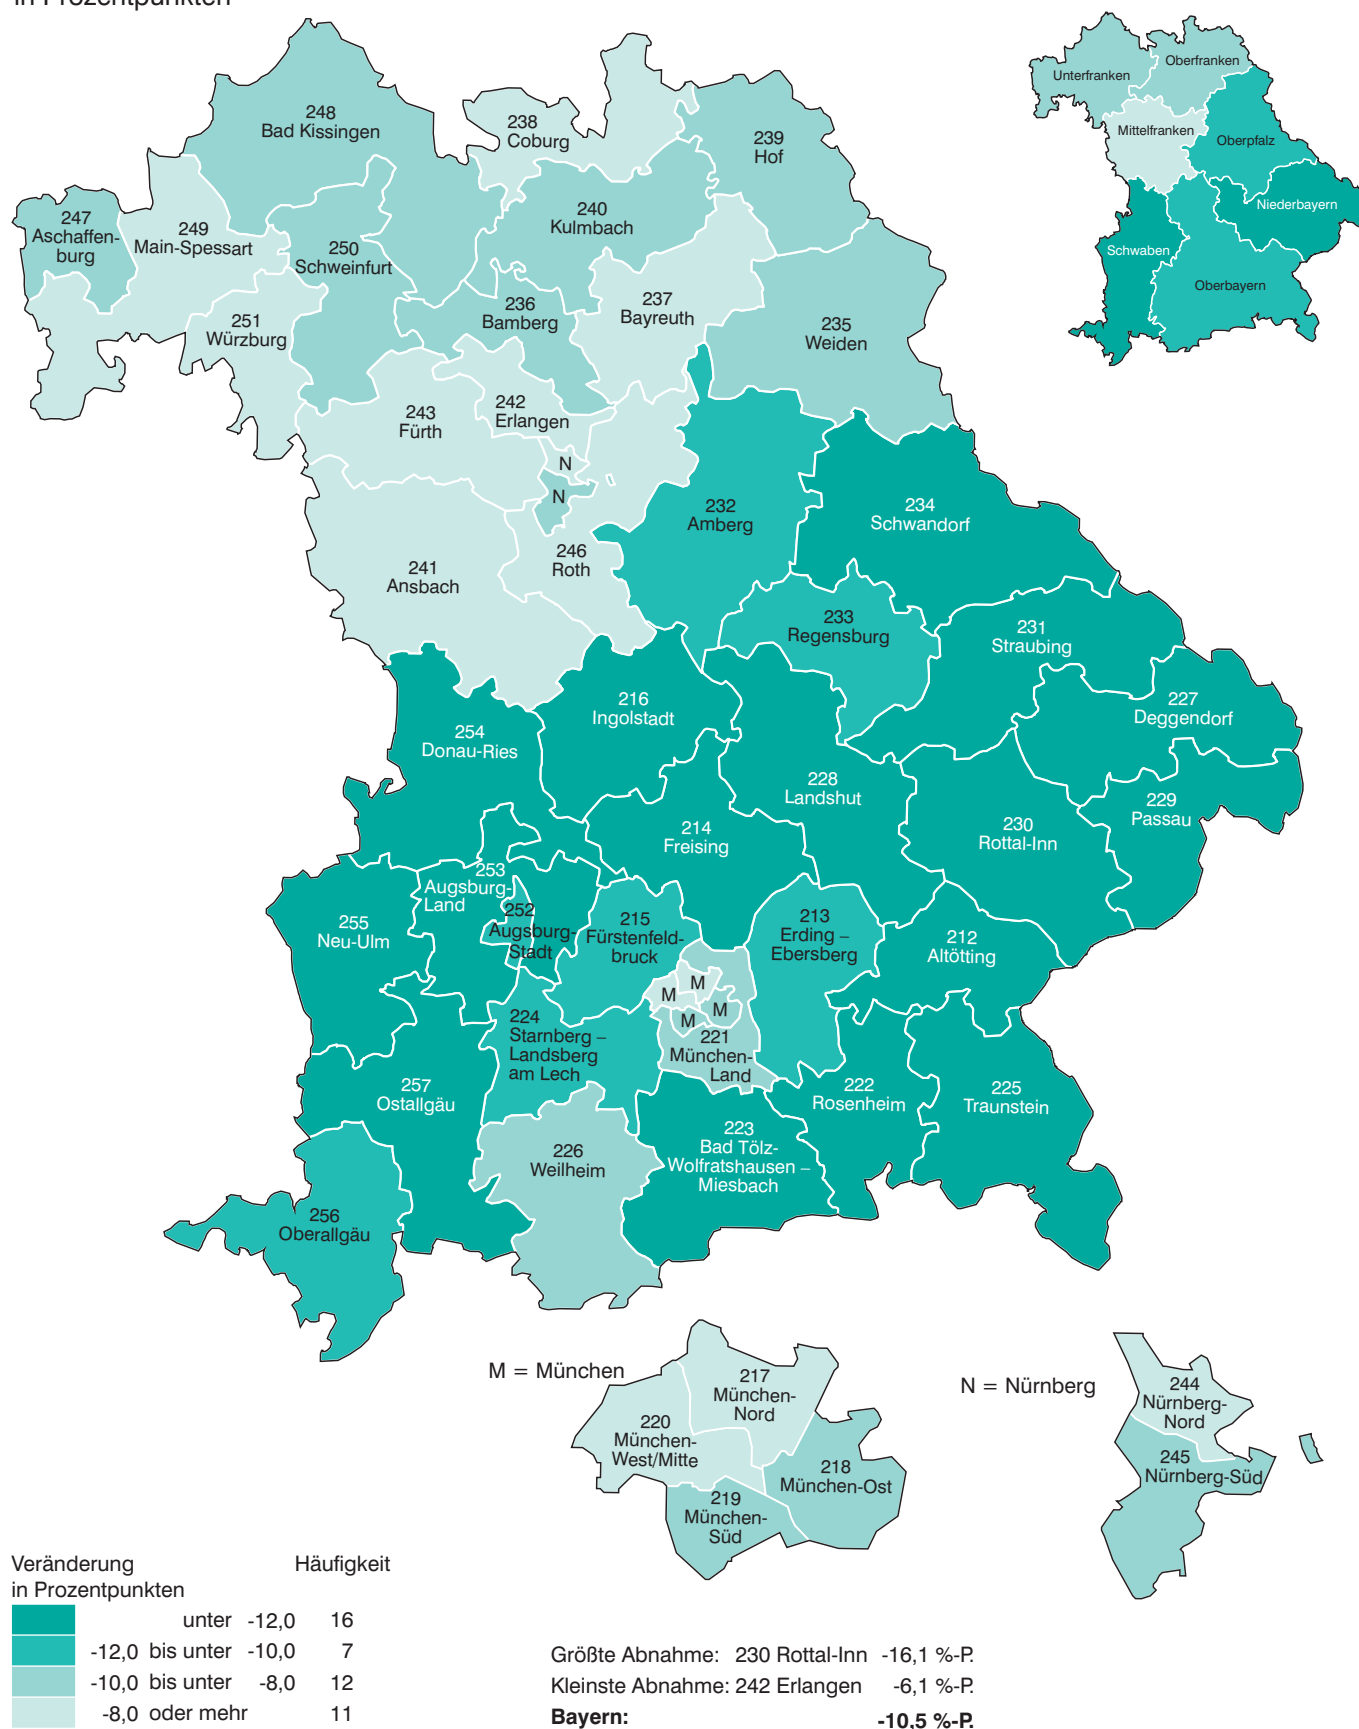 in Prozentpunkten
248
Bad Kissingen
238
Coburg
239
Hof
247
Aschaffen-
burg
249
Main-Spessart
250
Schweinfurt
240
Kulmbach
251
Würzburg
236
Bamberg
237
Bayreuth
235
Weiden
243
Fürth
242
Erlangen
N
N
232
Amberg
234
Schwandorf
241
Ansbach
246
Roth
233
Regensburg
231
Straubing
216
Ingolstadt
227
Deggendorf
254
Donau-Ries
228
Landshut
229
Passau
214
Freising
230
Rottal-Inn
253
Augsburg-
Land
252
Augsburg-
Stadt
255
Neu-Ulm
215
Fürstenfeld-
bruck
213
Erding –
Ebersberg
212
Altötting
M
M
M
M
221
München-
Land
224
Starnberg –
Landsberg
am Lech
257
Ostallgäu
222
Rosenheim
225
Traunstein
226
Weilheim
223
Bad Tölz-
Wolfratshausen –
Miesbach
256
Oberallgäu
Unterfranken
Oberfranken
Mittelfranken
Oberpfalz
Niederbayern
Schwaben
Oberbayern
M = München
217
München-
Nord
220
München-
West/Mitte
218
München-Ost
219
München-
Süd
N = Nürnberg
244
Nürnberg-
Nord
245
Nürnberg-Süd
Veränderung Häufigkeit
in Prozentpunkten
unter -12,0 16
-12,0 bis unter -10,0 7
-10,0 bis unter -8,0 12
-8,0 oder mehr 11
Größte Abnahme: 230 Rottal-Inn -16,1 %-P.
Kleinste Abnahme: 242 Erlangen -6,1 %-P.
Bayern: -10,5 %-P.